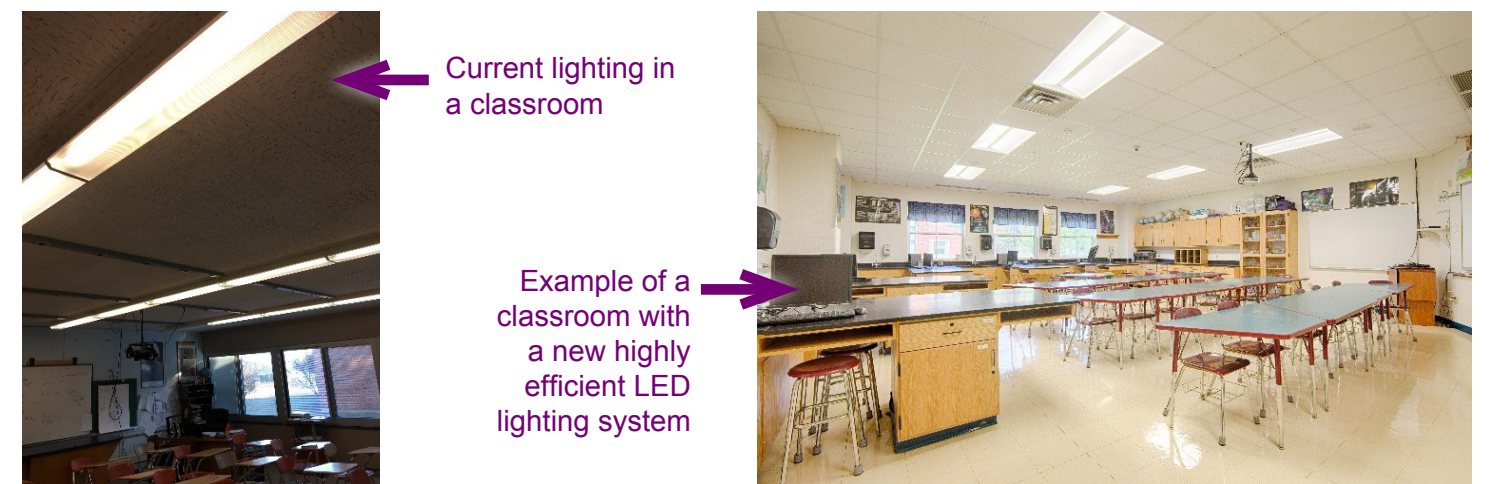 Current lighting in
a classroom
Example of a
classroom with
a new highly
efficient LED
lighting system